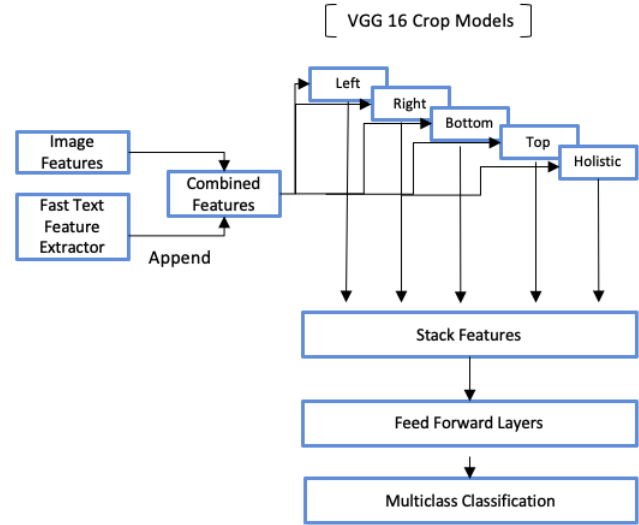 VGG 16 Crop Models
Left
Right
Bottom
Top
Holistic
Image
Features
Combined
Features
Fast Text
Feature
Extractor
Append
Stack Features
Feed Forward Layers
Multiclass Classification